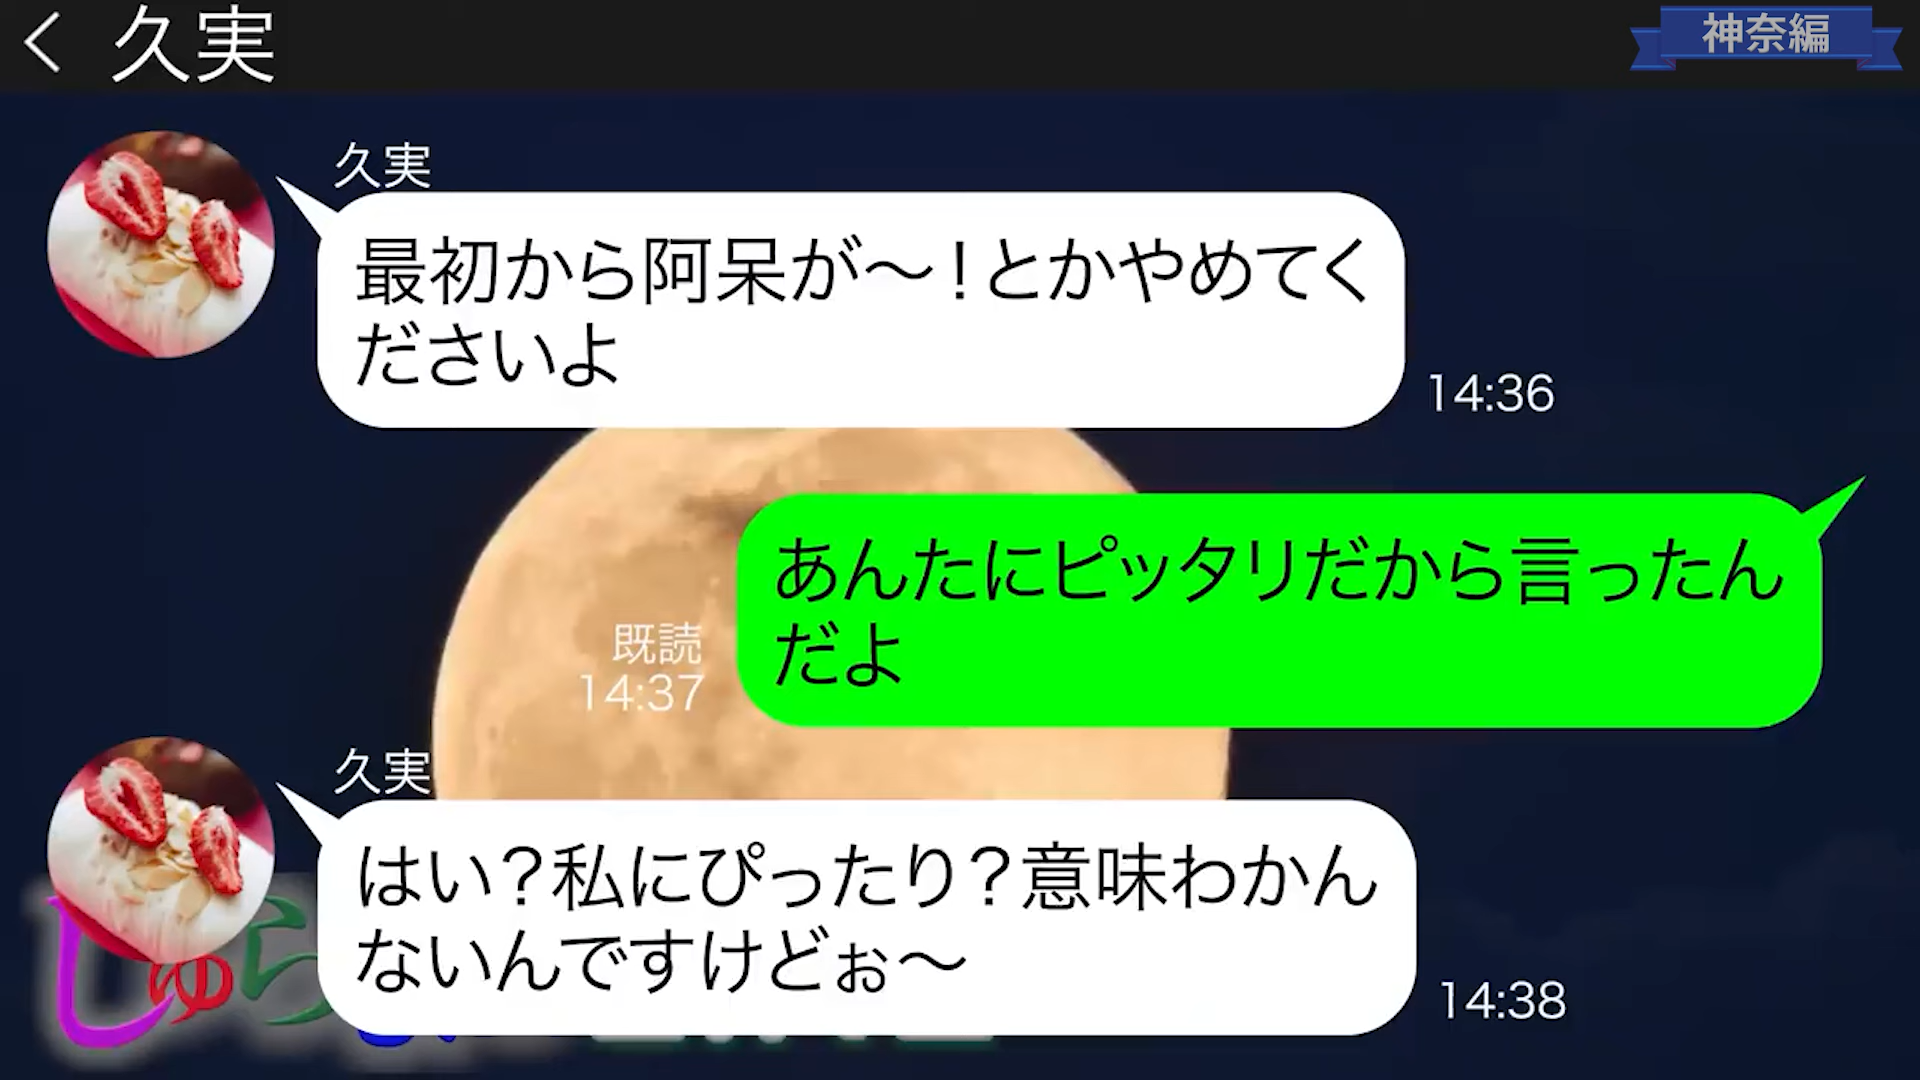 久実
神奈編
久実
最初から阿呆が～！とかやめてく
ださいよ
14:36
あんたにピッタリだから言ったん
だよ
既読
14:37
久実
はい？私にぴったり？意味わかん
ないんですけどぉ～
14:38
しゅら